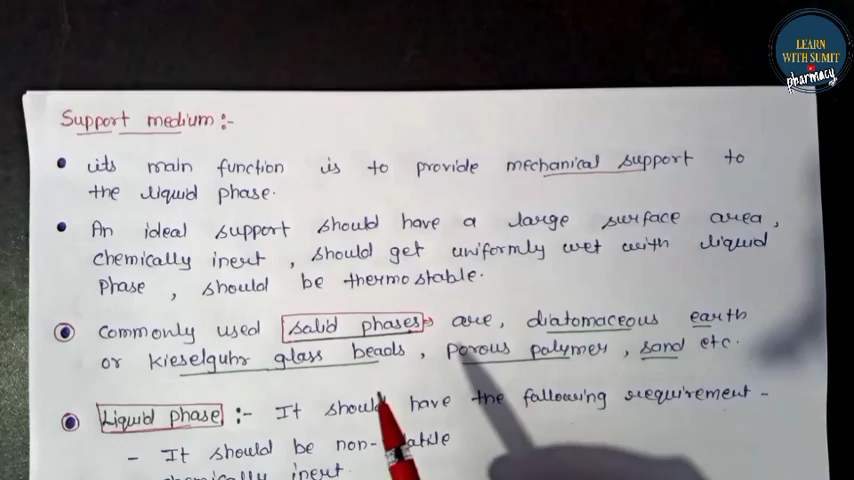 LEARN
WITH SUMIT
pharmacy
Support medium:-
• its main function is to provide mechanical support to
the liquid phase.
• An ideal support should have a large surface area,
chemically inert, should get uniformly wet with liquid
phase, should be thermostable.
commonly used solid phases are, diatomaceous earth
or kieselguhr glass beads, porous polymer, sand etc.
Liquid phase :- It should have the following requirement -
- It should be non-
chemically inert.